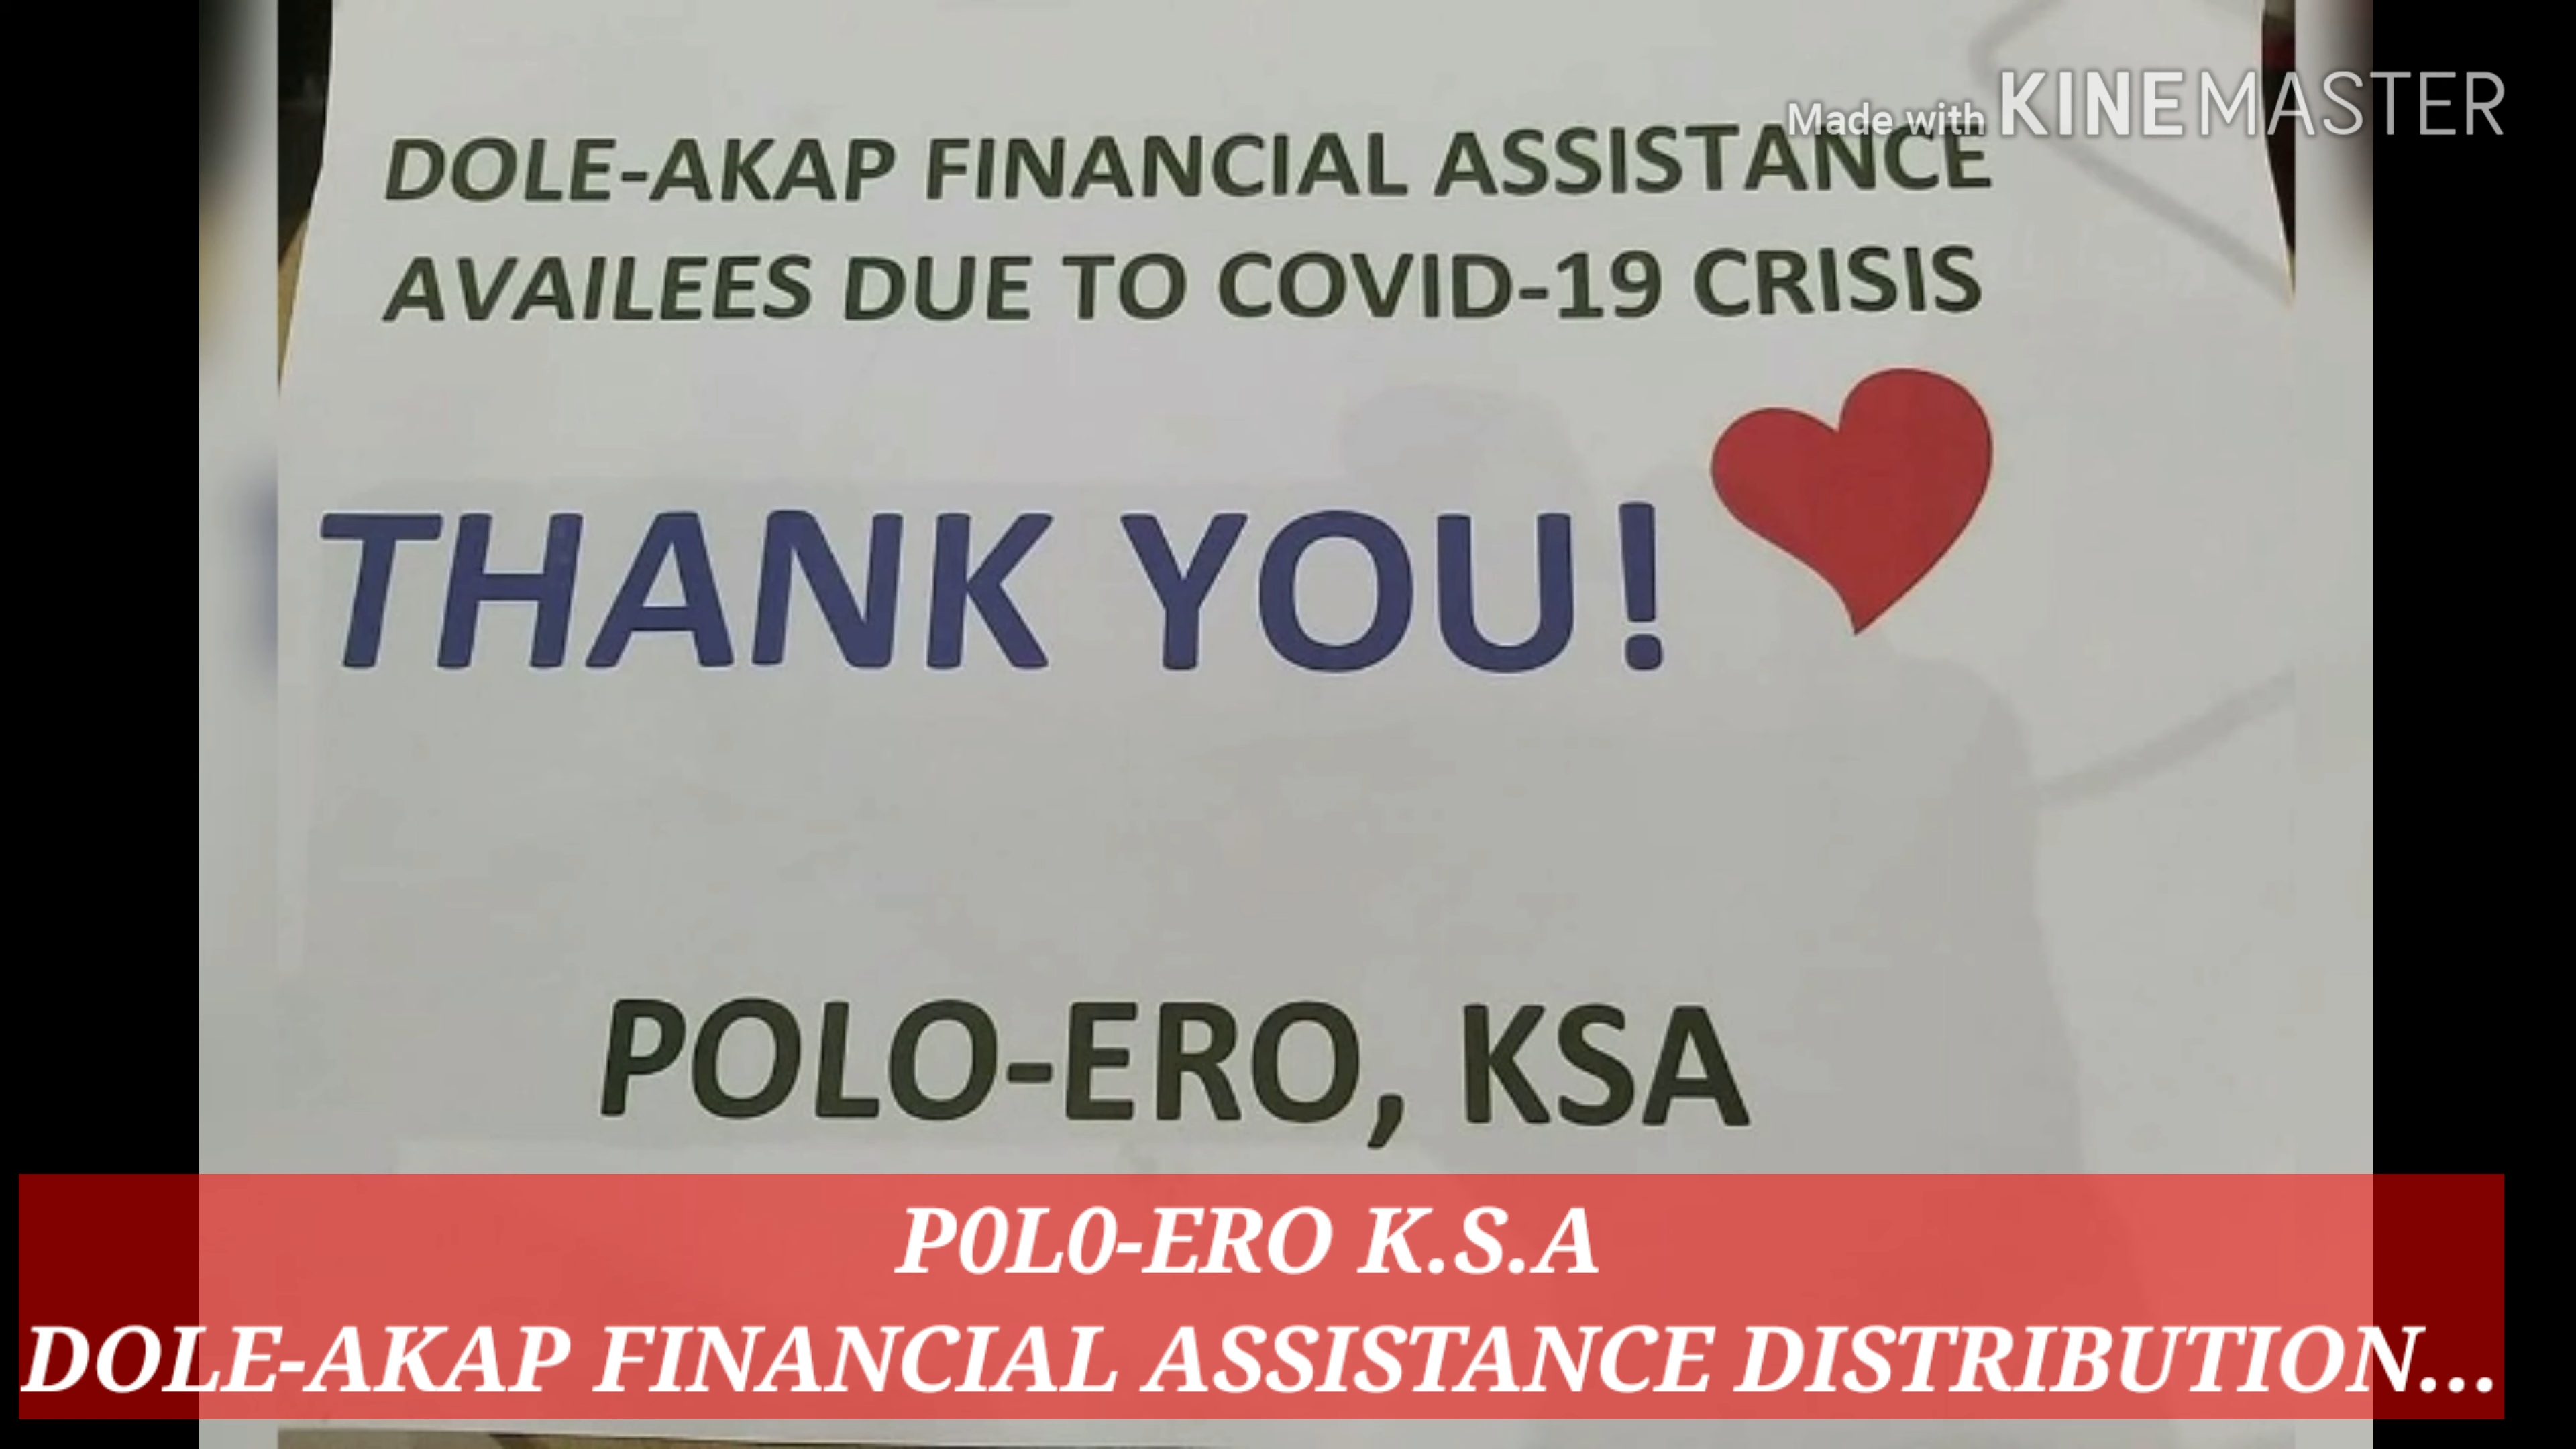 Made with KINEMASTER
DOLE-AKAP FINANCIAL ASSISTANCE
AVAILEES DUE TO COVID-19 CRISIS
THANK YOU!
POLO-ERO, KSA
P0L0-ERO K.S.A
DOLE-AKAP FINANCIAL ASSISTANCE DISTRIBUTION...